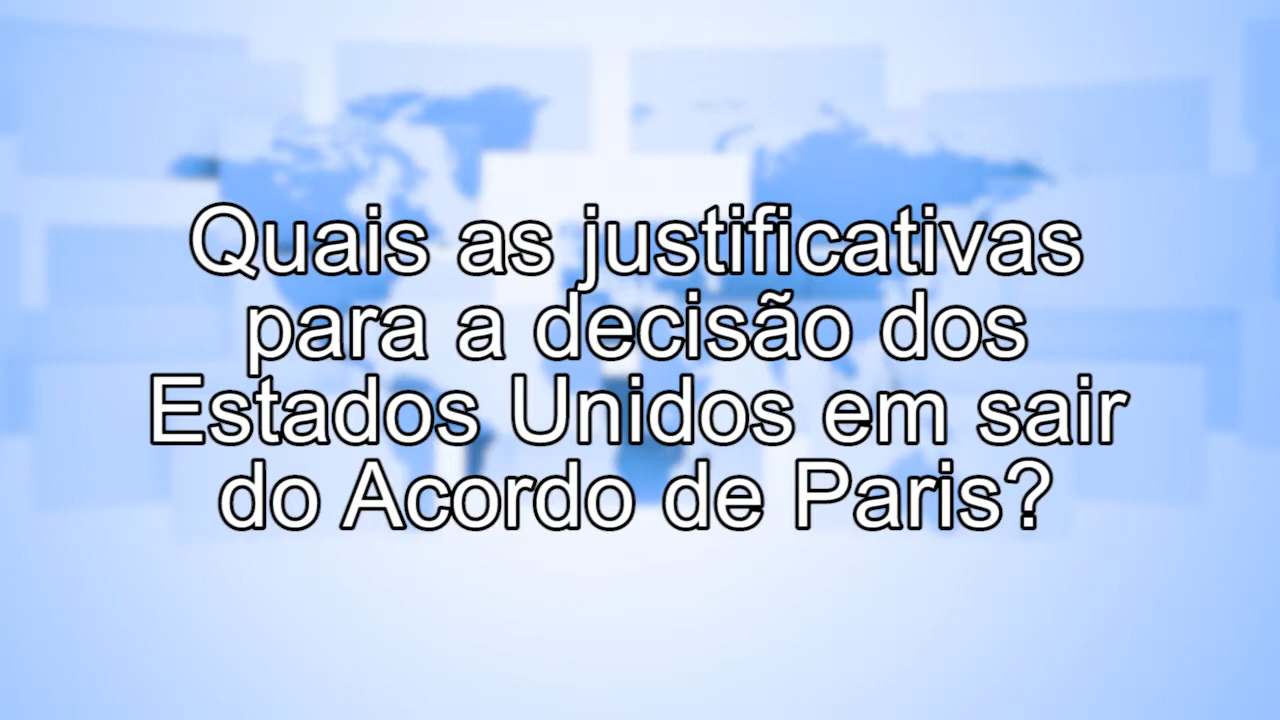 Quais as justificativas
para a decisão dos
Estados Unidos em sair
do Acordo de Paris?